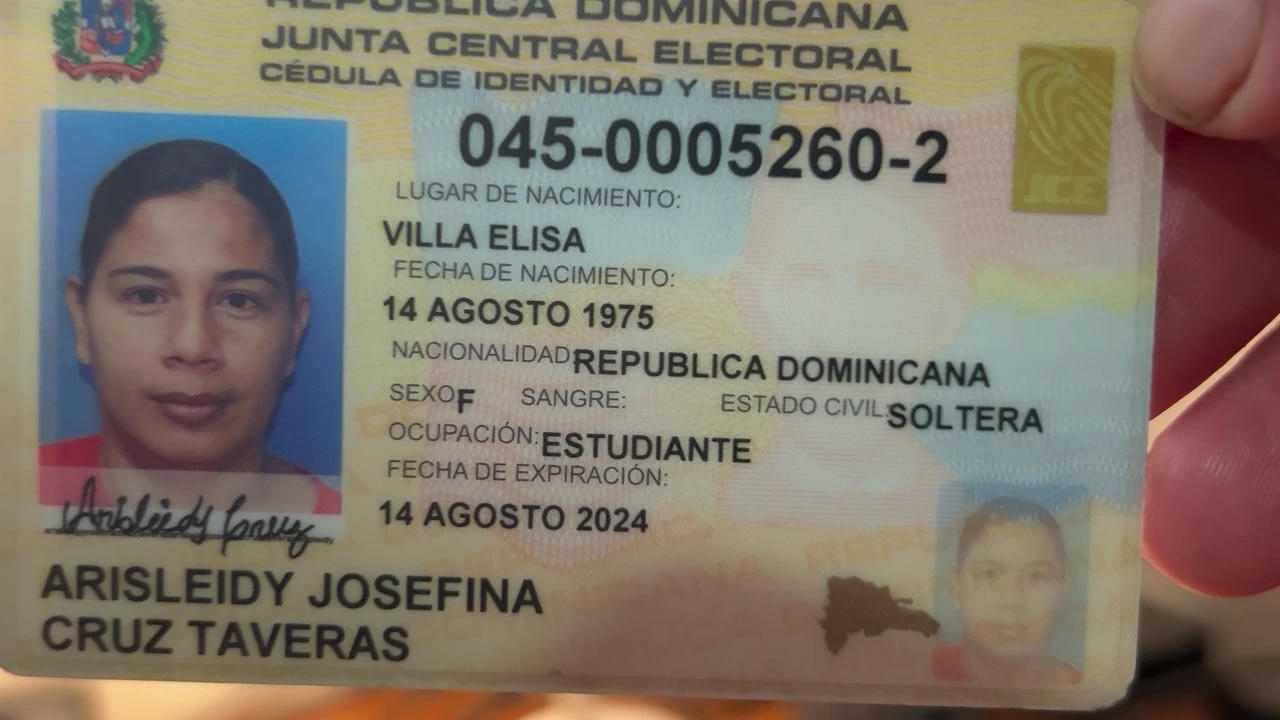 REPÚBLICA DOMINICANA
JUNTA CENTRAL ELECTORAL
CÉDULA DE IDENTIDAD Y ELECTORAL
045-0005260-2
JCE
LUGAR DE NACIMIENTO:
VILLA ELISA
FECHA DE NACIMIENTO:
14 AGOSTO 1975
NACIONALIDAD:REPUBLICA DOMINICANA
SEXO F SANGRE: ESTADO CIVIL:SOLTERA
OCUPACIÓN:ESTUDIANTE
FECHA DE EXPIRACIÓN:
14 AGOSTO 2024
Arisleidy Cruz
ARISLEIDY JOSEFINA
CRUZ TAVERAS